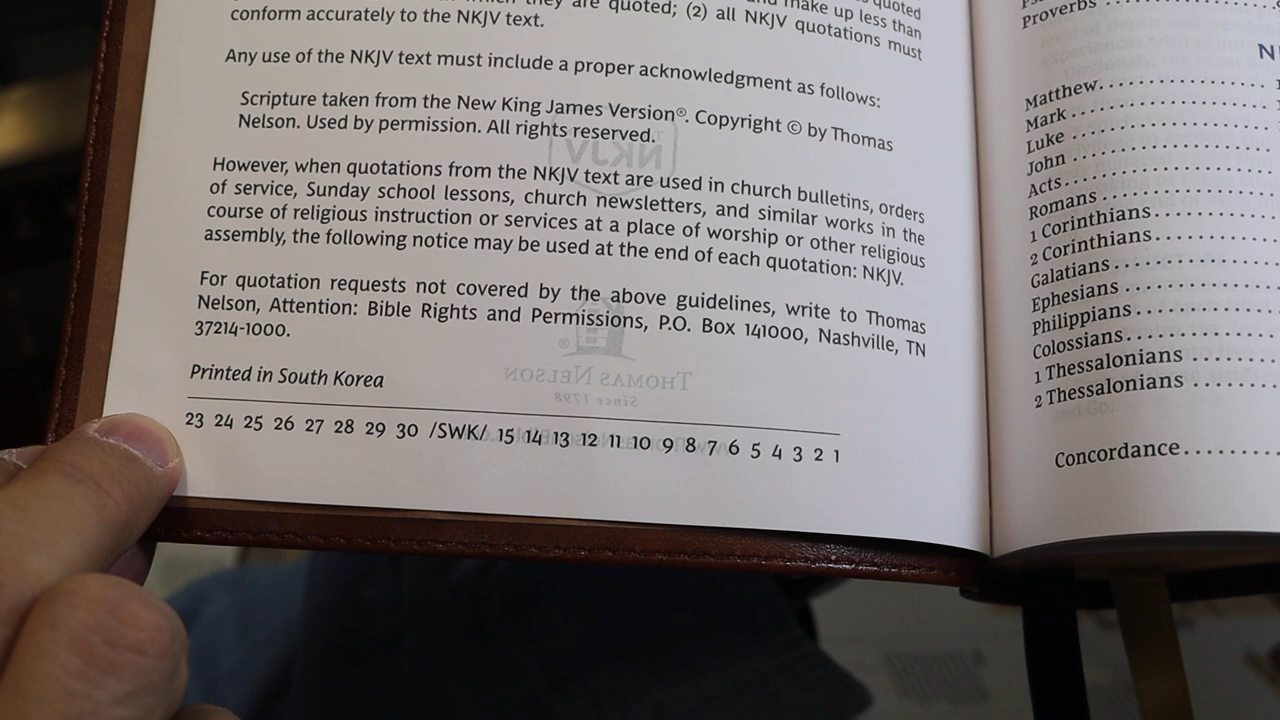 they are quoted; (2) all NKJV quotations must
make up less than
quoted
conform accurately to the NKJV text.
Any use of the NKJV text must include a proper acknowledgment as follows:
Scripture taken from the New King James Version®. Copyright © by Thomas
Nelson. Used by permission. All rights reserved.
However, when quotations from the NKJV text are used in church bulletins, orders
of service, Sunday school lessons, church newsletters, and similar works in the
course of religious instruction or services at a place of worship or other religious
assembly, the following notice may be used at the end of each quotation: NKJV.
For quotation requests not covered by the above guidelines, write to Thomas
Nelson, Attention: Bible Rights and Permissions, P.O. Box 141000, Nashville, TN
37214-1000.
Printed in South Korea
23 24 25 26 27 28 29 30 /SWK/ 15 14 13 12 11 10 9 8 7 6 5 4 3 2 1
NKJV
THOMAS NELSON
Since 1798
Proverbs
Matthew
Mark
Luke
John
Acts
Romans
1 Corinthians
2 Corinthians
Galatians
Ephesians
Philippians
Colossians
1 Thessalonians
2 Thessalonians
Concordance